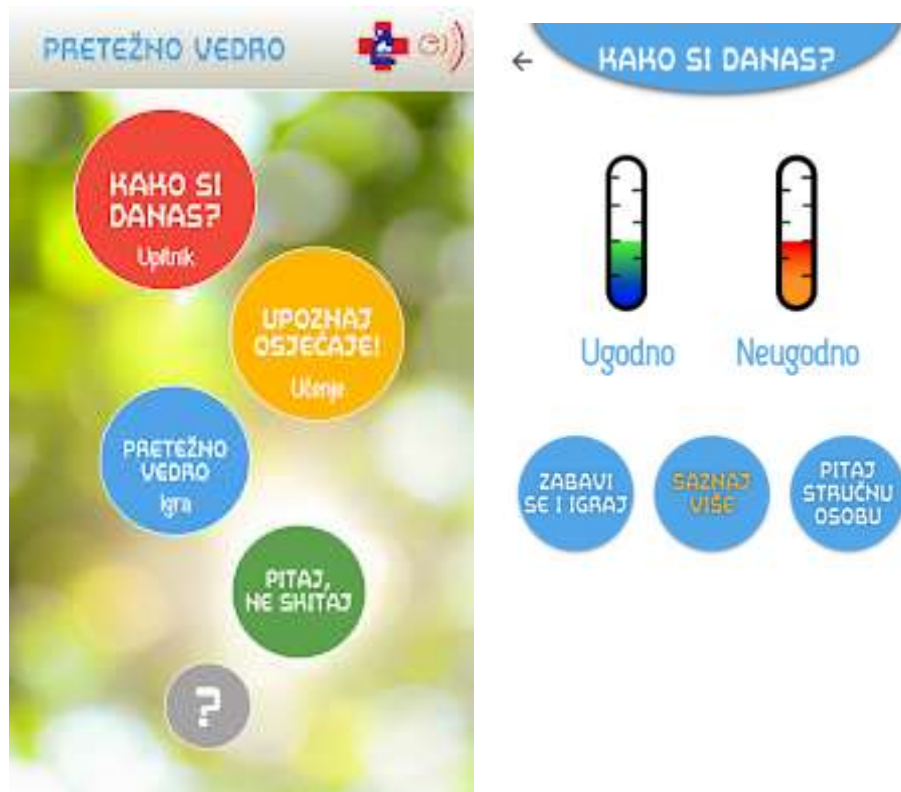 PRETEŽNO VEDRO
KAKO SI
DANAS?
Upitnik
UPOZNAJ
OSJEĆAJE!
Učenje
PRETEŽNO
VEDRO
Igra
PITAJ,
NE SKITAJ
?
KAKO SI DANAS?
Ugodno
Neugodno
ZABAVI
SE I IGRAJ
SAZNAJ
VIŠE
PITAJ
STRUČNU
OSOBU